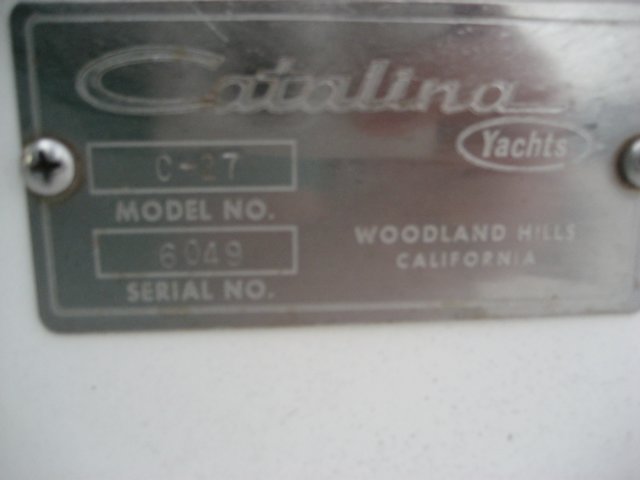 Catalina
Yachts
C-27
MODEL NO.
6049
SERIAL NO.
WOODLAND HILLS
CALIFORNIA